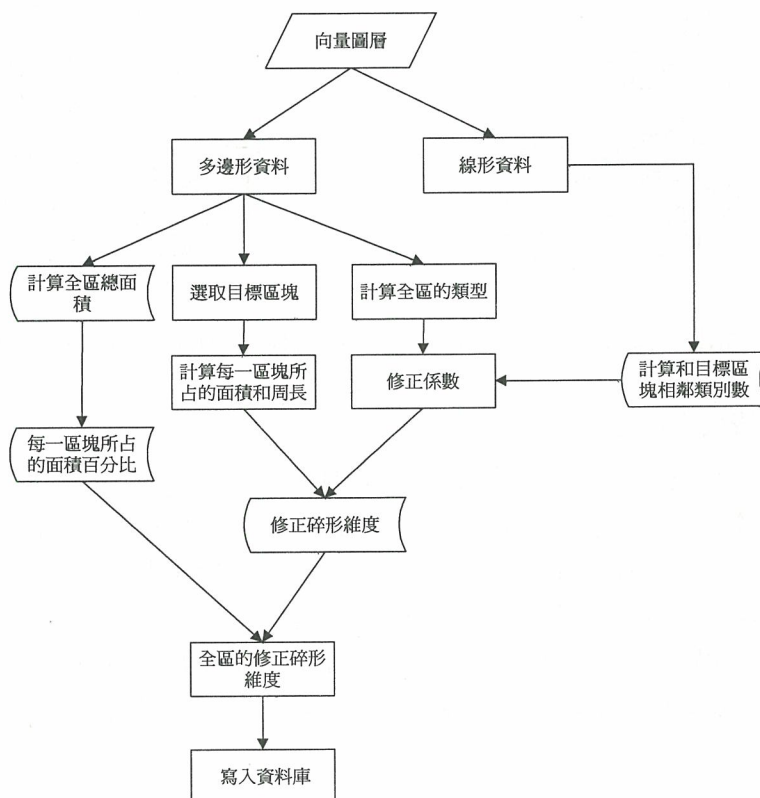 向量圖層
多邊形資料
線形資料
計算全區總面
積
選取目標區塊
計算全區的類型
計算每一區塊所
占的面積和周長
修正係數
計算和目標區
塊相鄰類別數
每一區塊所占
的面積百分比
修正碎形維度
全區的修正碎形
維度
寫入資料庫